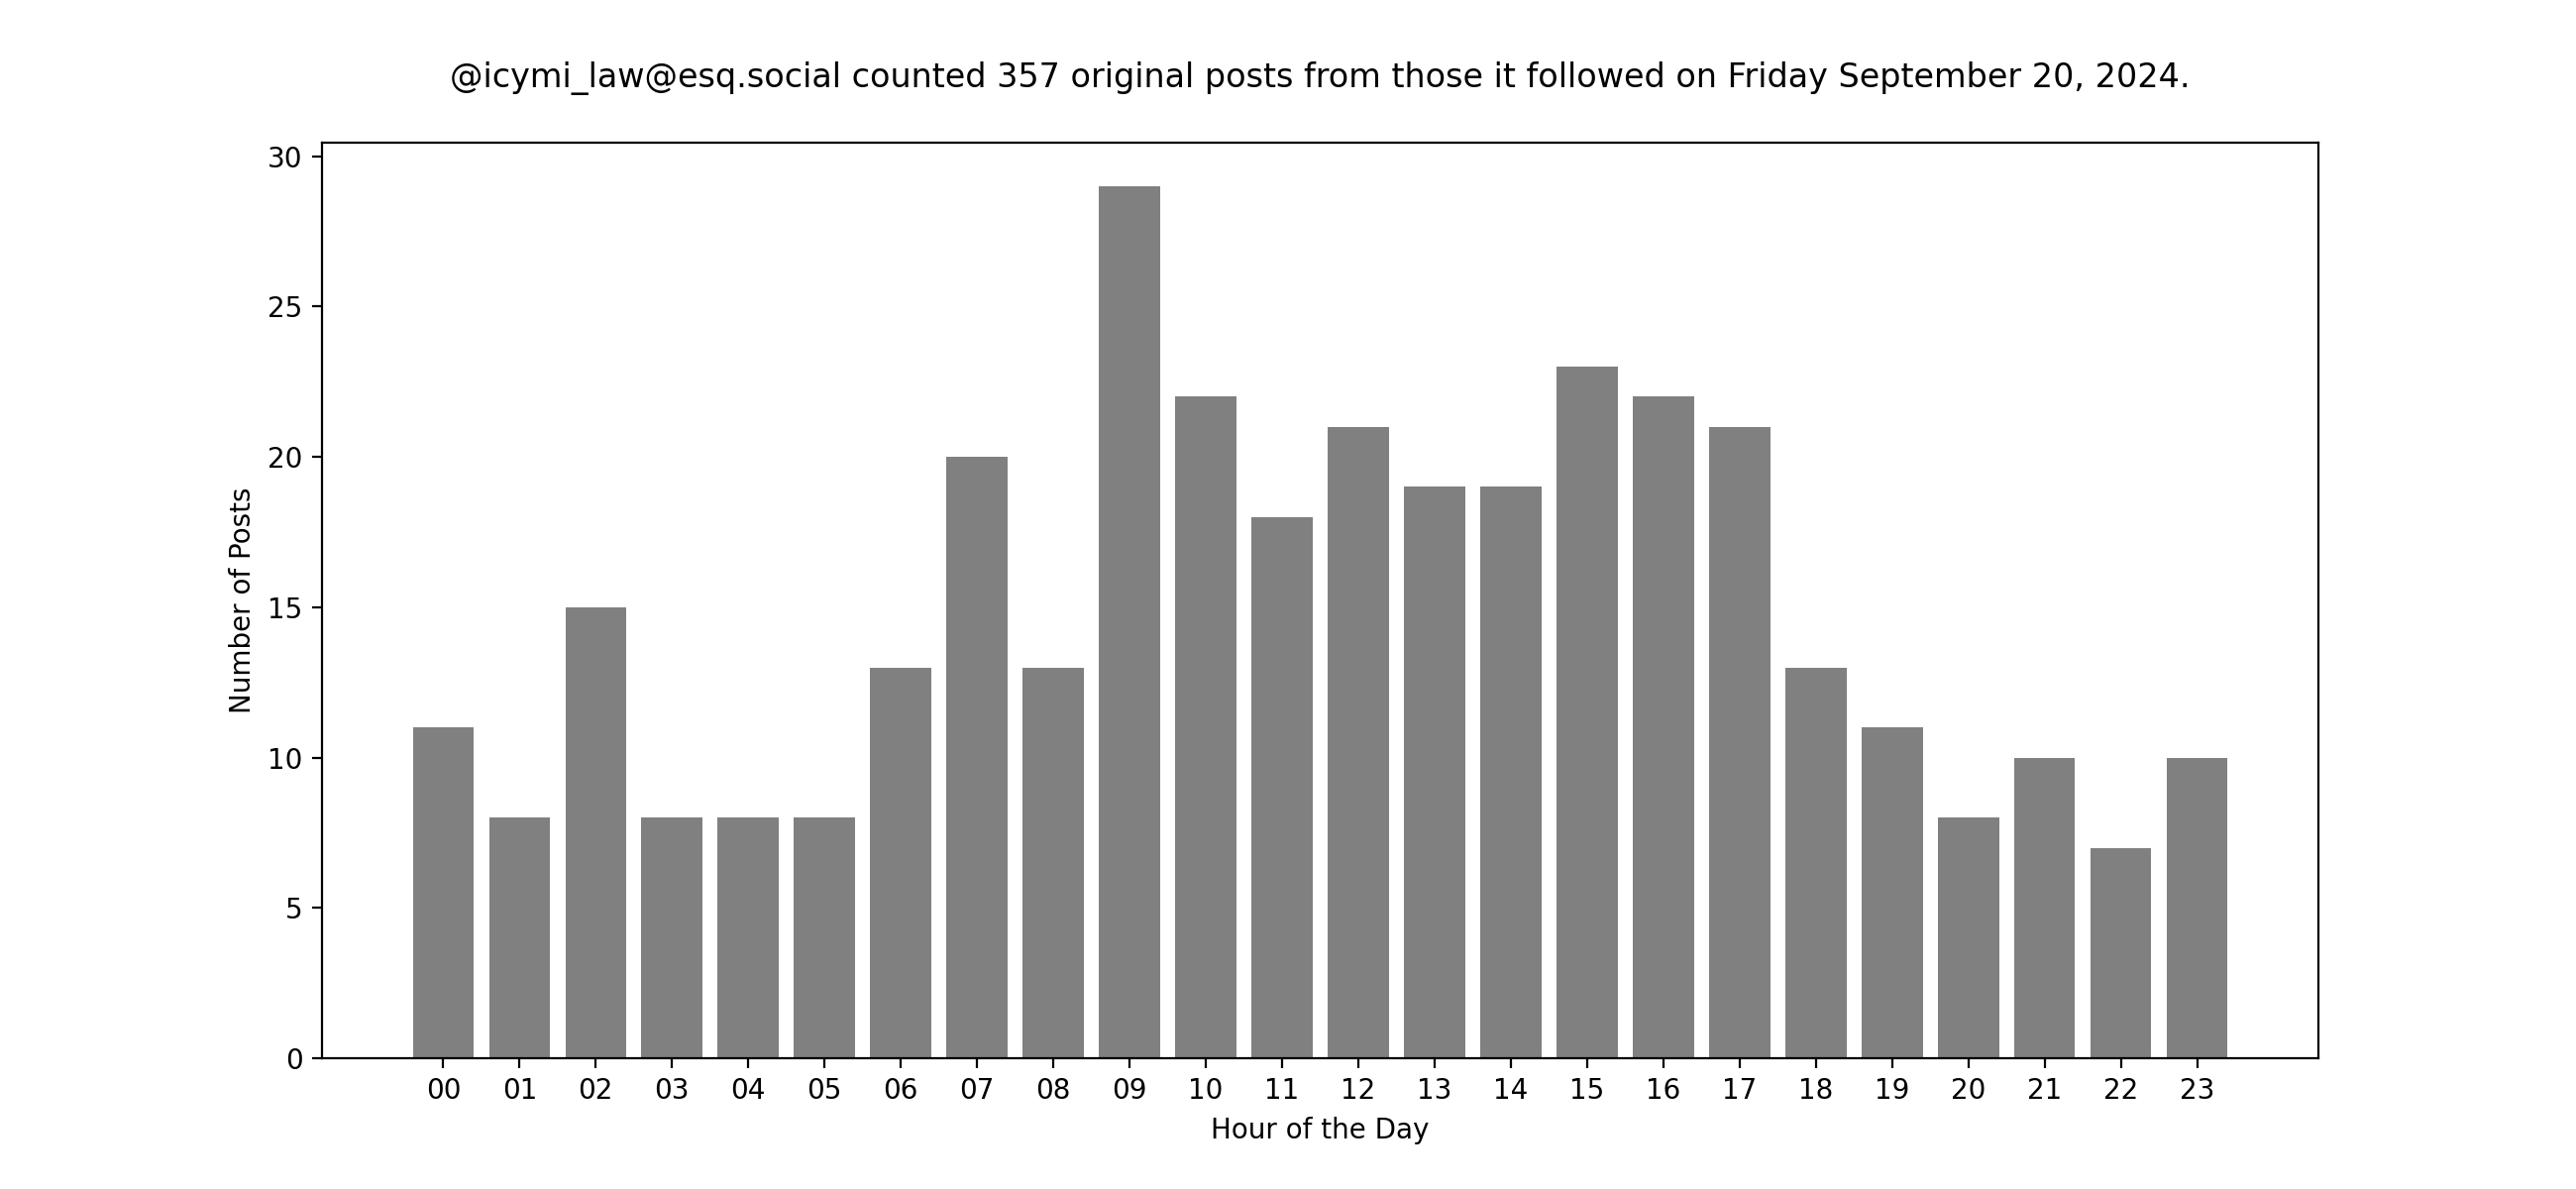 @icymi_law@esq.social counted 357 original posts from those it followed on Friday September 20, 2024.
30
25
20
15
10
5
0
Number of Posts
00 01 02 03 04 05 06 07 08 09 10 11 12 13 14 15 16 17 18 19 20 21 22 23
Hour of the Day